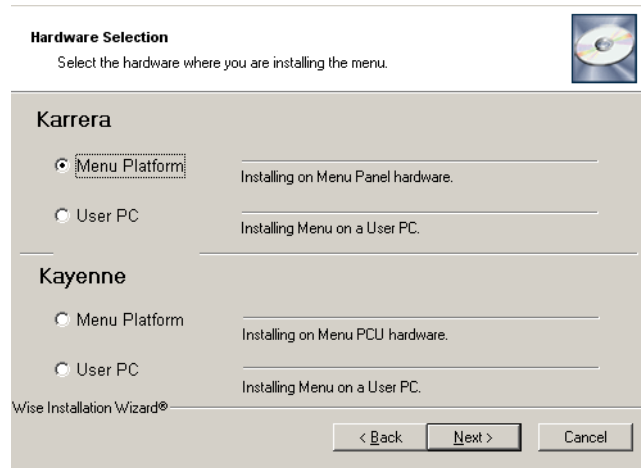 Hardware Selection
Select the hardware where you are installing the menu.
Karrera
Menu Platform
Installing on Menu Panel hardware.
User PC
Installing Menu on a User PC.
Kayenne
Menu Platform
Installing on Menu PCU hardware.
User PC
Installing Menu on a User PC.
Wise Installation Wizard®
< Back Next > Cancel